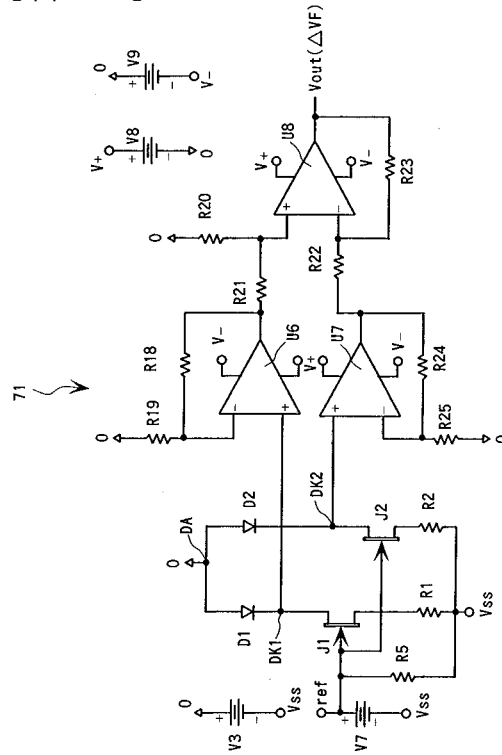 71
0
V9
+
−
V-
V+
V8
+
−
0
Vout(△VF)
U8
V+
V-
+
−
R23
R20
0
R21
R22
R18
R19
0
V-
U6
V+
−
+
U7
V-
+
−
R24
R25
0
0
DA
D1
D2
DK1
DK2
J1
J2
R1
R2
R5
Vss
0
V3
+
−
Vss
ref
V7
+
−
Vss